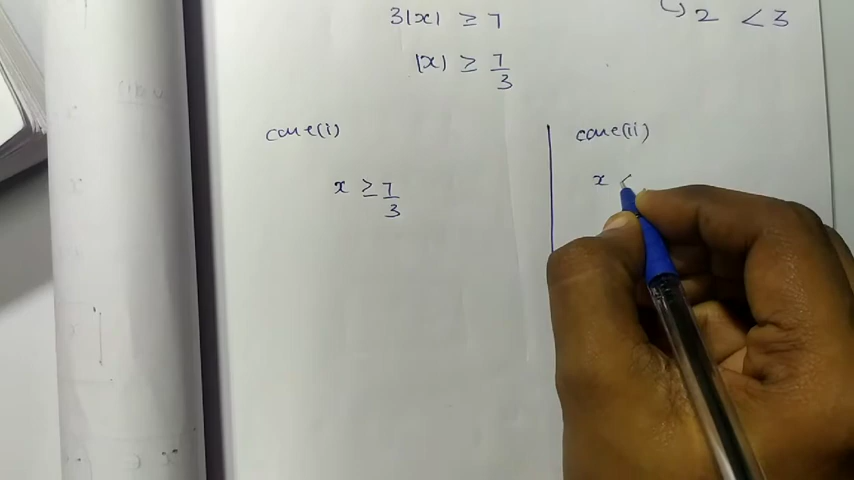 3|x| ≥ 7
↳ 2 < 3
|x| ≥ 7/3
case(i)
x ≥ 7/3
case(ii)
x <